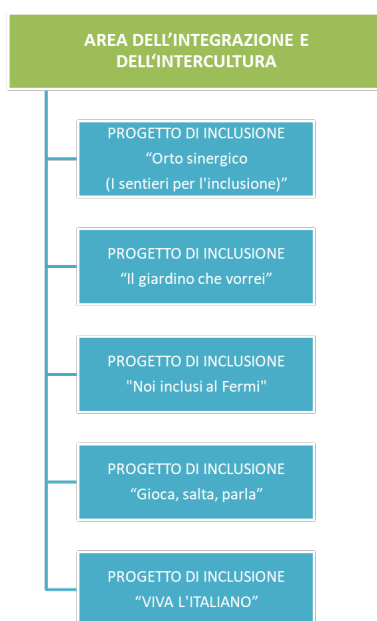 AREA DELL’INTEGRAZIONE E
DELL’INTERCULTURA
PROGETTO DI INCLUSIONE
“Orto sinergico
(I sentieri per l'inclusione)”
PROGETTO DI INCLUSIONE
“Il giardino che vorrei”
PROGETTO DI INCLUSIONE
"Noi inclusi al Fermi"
PROGETTO DI INCLUSIONE
“Gioca, salta, parla”
PROGETTO DI INCLUSIONE
“VIVA L'ITALIANO”